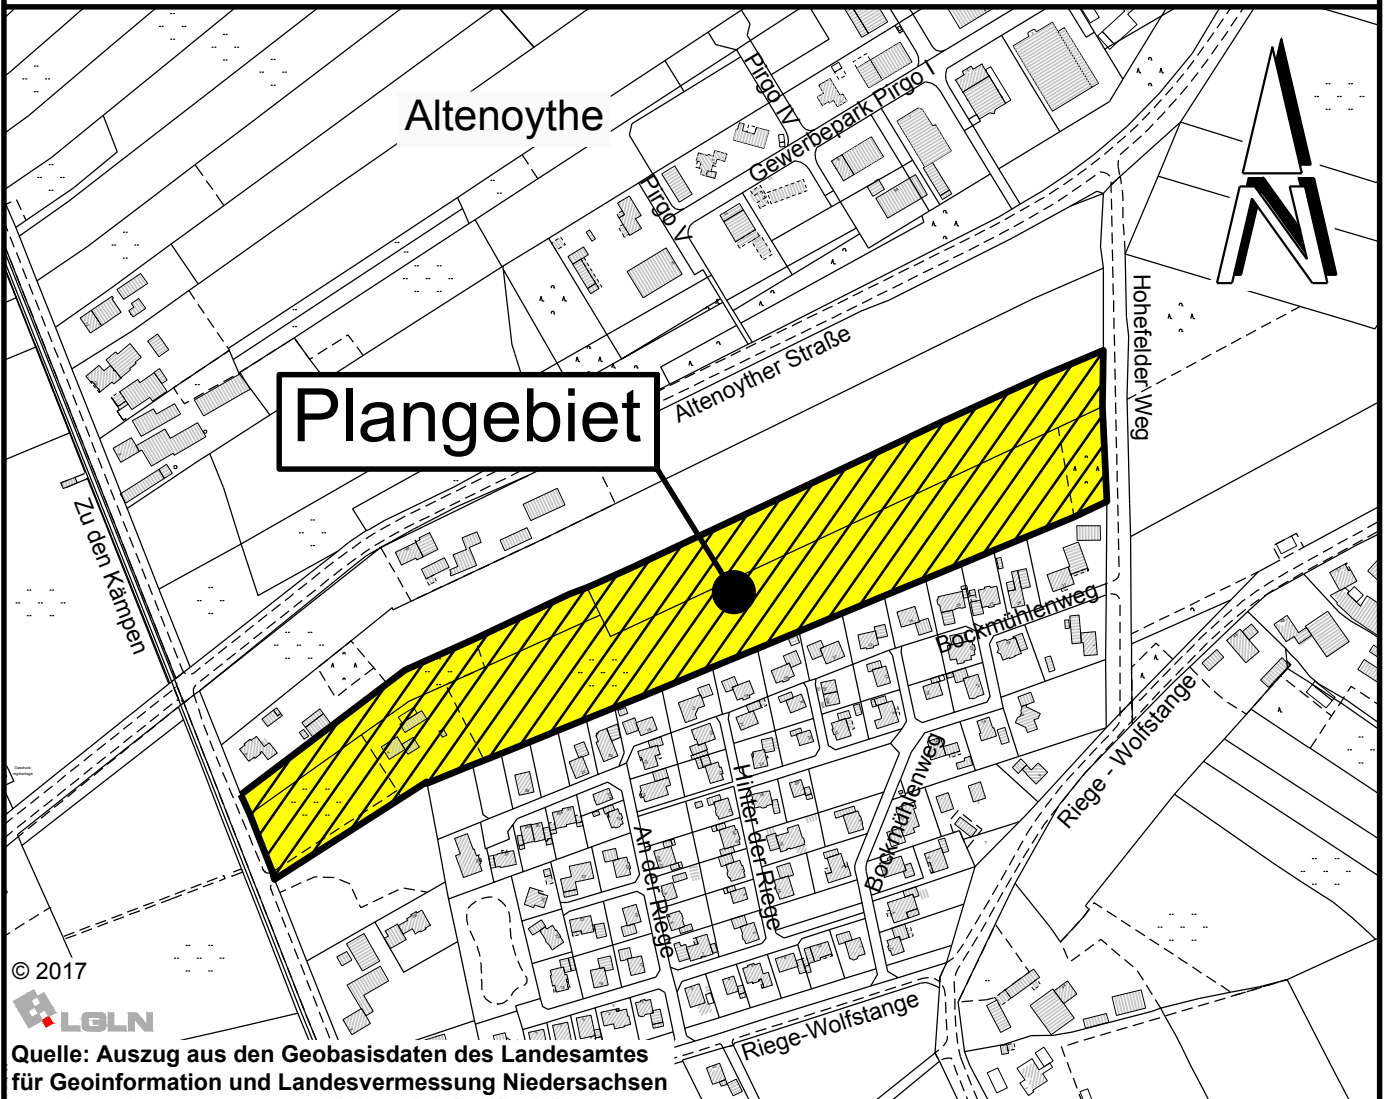 Altenoythe
Pirgo IV
Gewerbepark Pirgo I
Pirgo V
Hohefelder Weg
Altenoyther Straße
Plangebiet
Zu den Kämpen
Bockmühlenweg
Riege - Wolfstange
Bockmühlenweg
Hinter der Riege
An der Riege
Riege-Wolfstange
N
© 2017
LGLN
Quelle: Auszug aus den Geobasisdaten des Landesamtes
für Geoinformation und Landesvermessung Niedersachsen